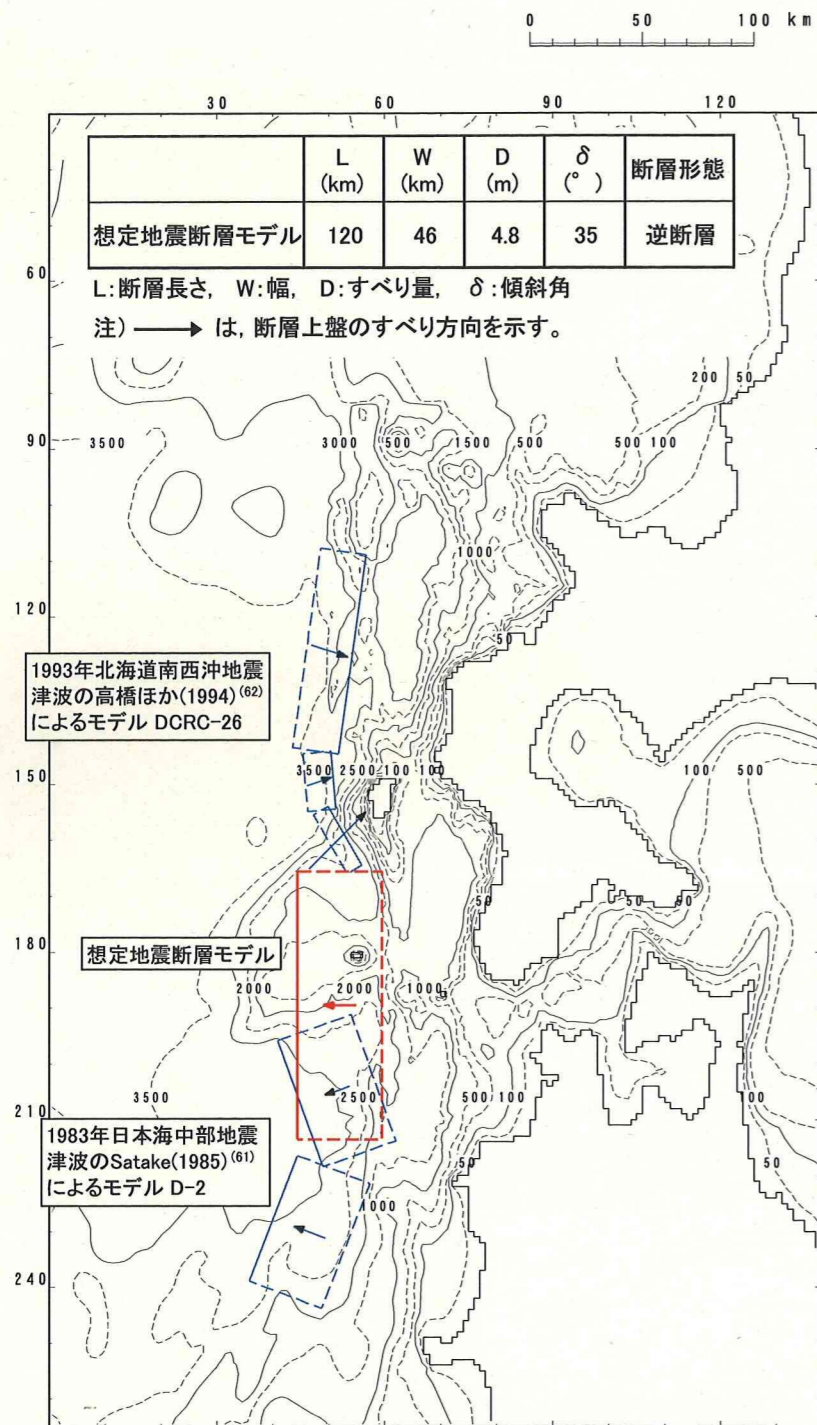 0 50 100 km
30 60 90 120
L W D δ 断層形態
(km) (km) (m) (°)
想定地震断層モデル 120 46 4.8 35 逆断層
L:断層長さ, W:幅, D:すべり量, δ:傾斜角
注) → は, 断層上盤のすべり方向を示す。
60
200 50
90
3500 3000 500 1500 500 500 100
1000
120
50
1993年北海道南西沖地震
津波の高橋ほか(1994)(62)
によるモデル DCRC-26
150
3500 2500 100 100
100 500
50
50 90
180
想定地震断層モデル
2000 2000 1000
210
3500 2500 500 100
100
1983年日本海中部地震
津波のSatake(1985)(61)
によるモデル D-2
50
50
1000
240